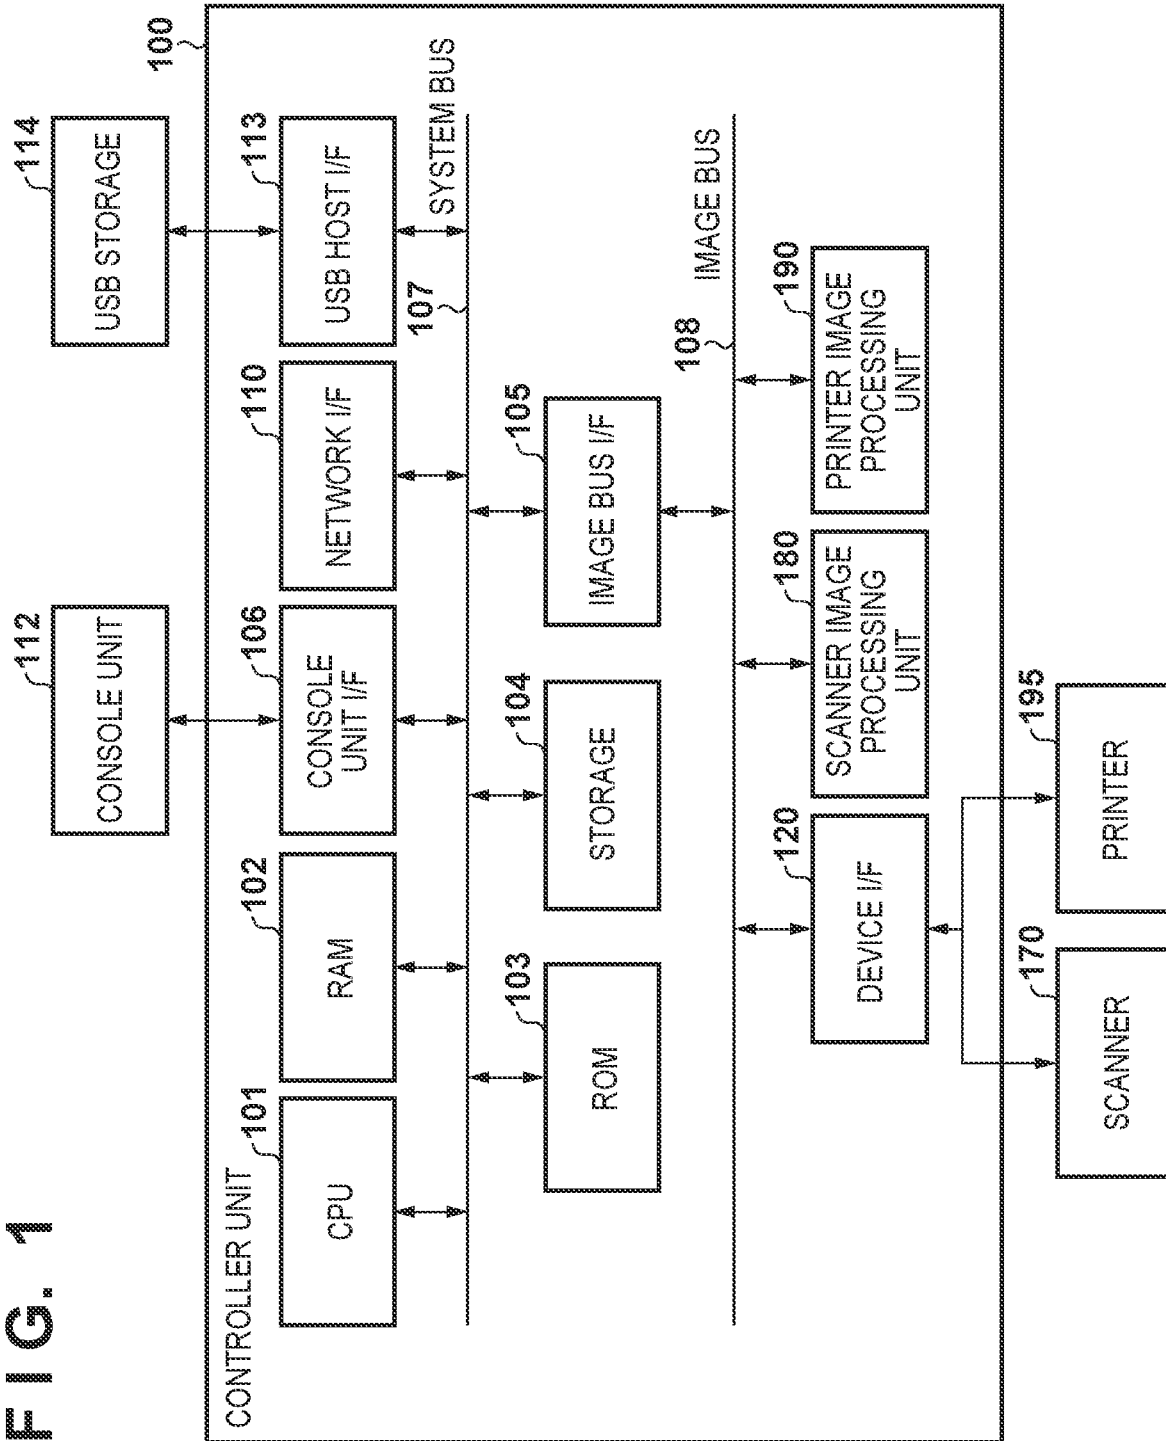 FIG. 1
112
CONSOLE UNIT
114
USB STORAGE
100
CONTROLLER UNIT
101
CPU
102
RAM
106
CONSOLE
UNIT I/F
110
NETWORK I/F
113
USB HOST I/F
107
SYSTEM BUS
103
ROM
104
STORAGE
105
IMAGE BUS I/F
108
IMAGE BUS
120
DEVICE I/F
180
SCANNER IMAGE
PROCESSING
UNIT
190
PRINTER IMAGE
PROCESSING
UNIT
170
SCANNER
195
PRINTER